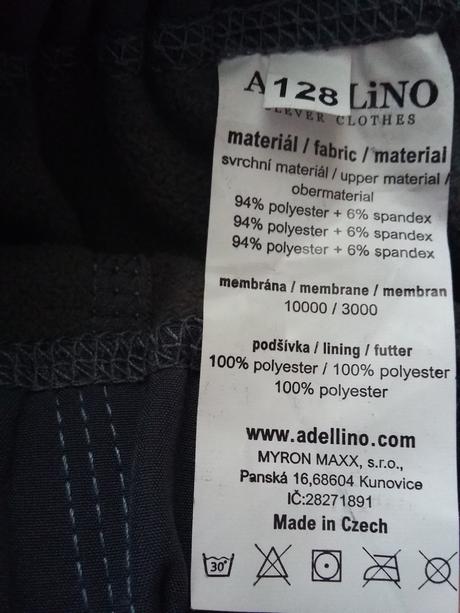 128
LiNO
CLOTHES
materiál / fabric / material
svrchní materiál / upper material /
obermaterial
94% polyester + 6% spandex
94% polyester + 6% spandex
94% polyester + 6% spandex
membrána / membrane / membran
10000 / 3000
podšívka / lining / futter
100% polyester / 100% polyester
100% polyester
www.adellino.com
MYRON MAXX, s.r.o.,
Panská 16,68604 Kunovice
IČ:28271891
Made in Czech
30°